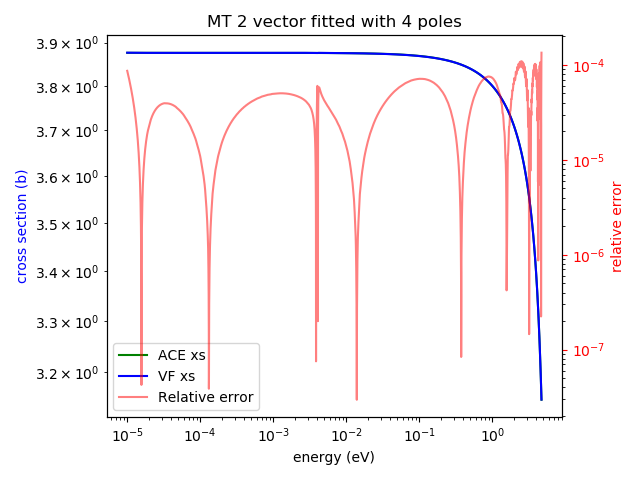 MT 2 vector fitted with 4 poles
3.9 × 10⁰
3.8 × 10⁰
3.7 × 10⁰
3.6 × 10⁰
3.5 × 10⁰
3.4 × 10⁰
3.3 × 10⁰
3.2 × 10⁰
cross section (b)
10⁻⁴
10⁻⁵
10⁻⁶
10⁻⁷
relative error
ACE xs
VF xs
Relative error
10⁻⁵ 10⁻⁴ 10⁻³ 10⁻² 10⁻¹ 10⁰
energy (eV)